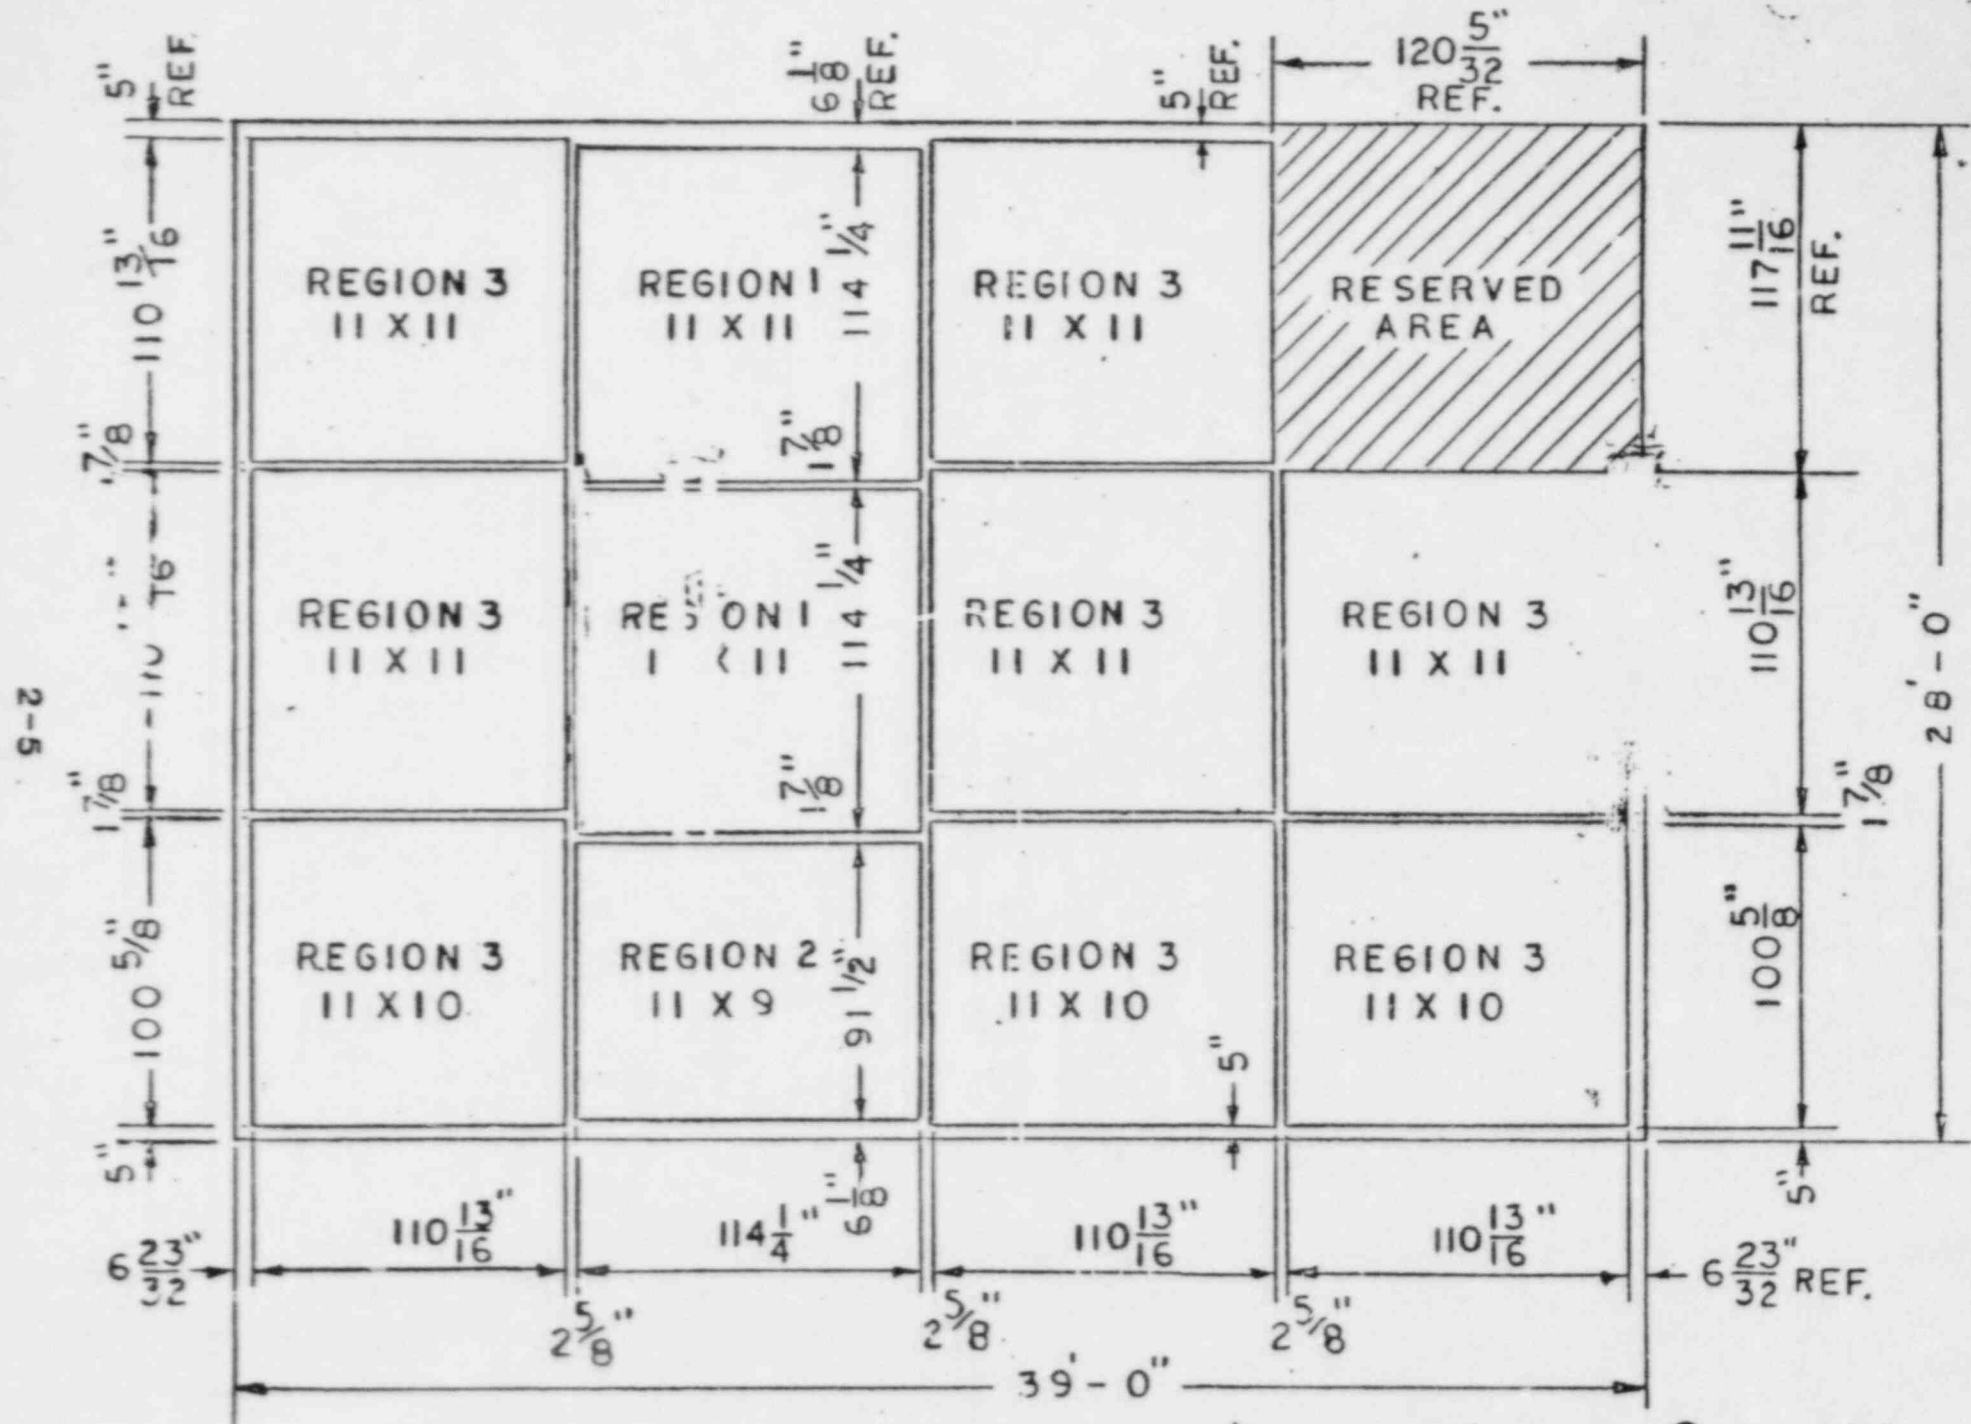 5" REF.
6 1/8" REF.
5" REF.
120 5/32" REF.
110 13/16"
REGION 3
11 X 11
REGION 1
11 X 11
114 1/4"
REGION 3
11 X 11
RESERVED
AREA
117 11/16" REF.
7/8"
1 7/8"
REGION 3
11 X 11
114 1/4"
REGION 3
11 X 11
REGION 3
11 X 11
110 13/16"
28'-0"
2-5
1 7/8"
1 7/8"
1 7/8"
100 5/8"
REGION 3
11 X 10
REGION 2
11 X 9
91 1/2"
REGION 3
11 X 10
REGION 3
11 X 10
100 5/8"
5"
5"
6 1/8"
5"
6 23/32"
110 13/16"
114 1/4"
110 13/16"
110 13/16"
6 23/32" REF.
2 5/8"
2 5/8"
2 5/8"
39'-0"